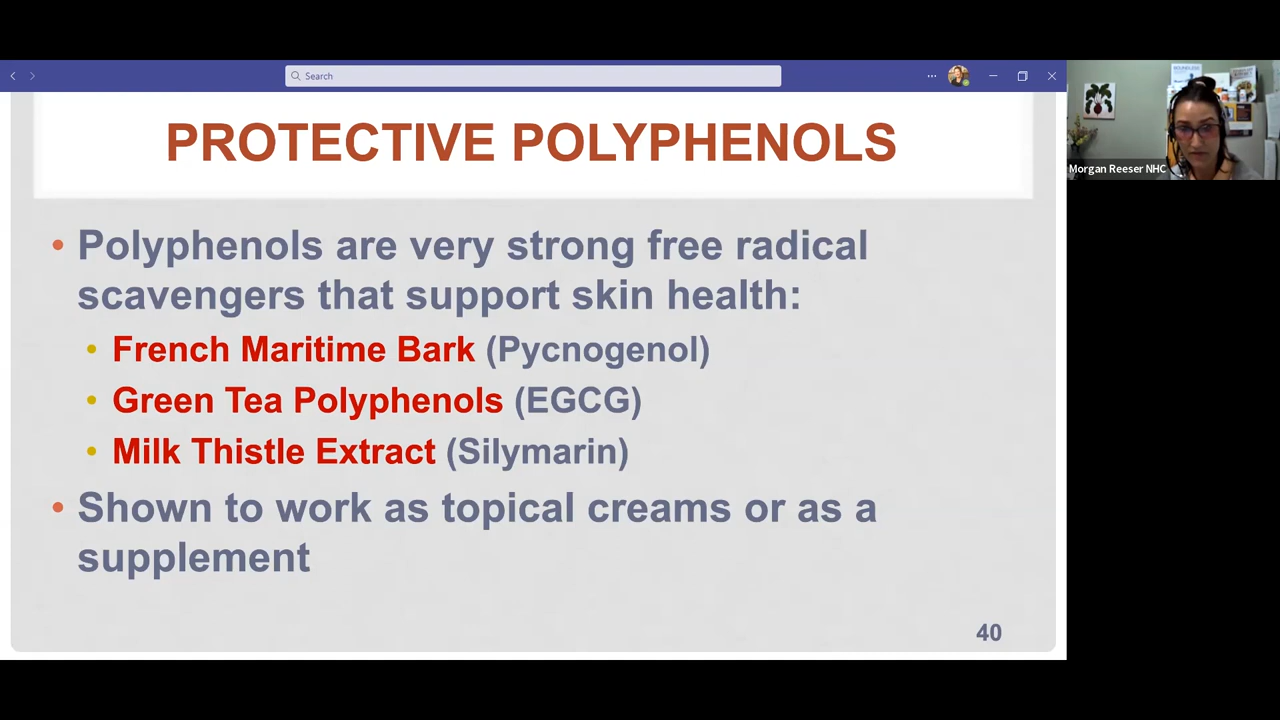 Search
PROTECTIVE POLYPHENOLS
• Polyphenols are very strong free radical
scavengers that support skin health:
• French Maritime Bark (Pycnogenol)
• Green Tea Polyphenols (EGCG)
• Milk Thistle Extract (Silymarin)
• Shown to work as topical creams or as a
supplement
40
Morgan Reeser NHC